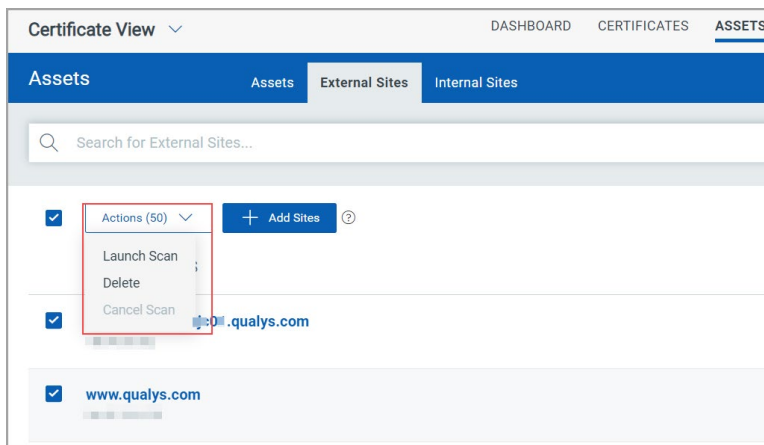 Certificate View
DASHBOARD CERTIFICATES ASSETS
Assets
Assets External Sites Internal Sites
Search for External Sites...
Actions (50) + Add Sites ?
Launch Scan
Delete
Cancel Scan
.qualys.com
www.qualys.com